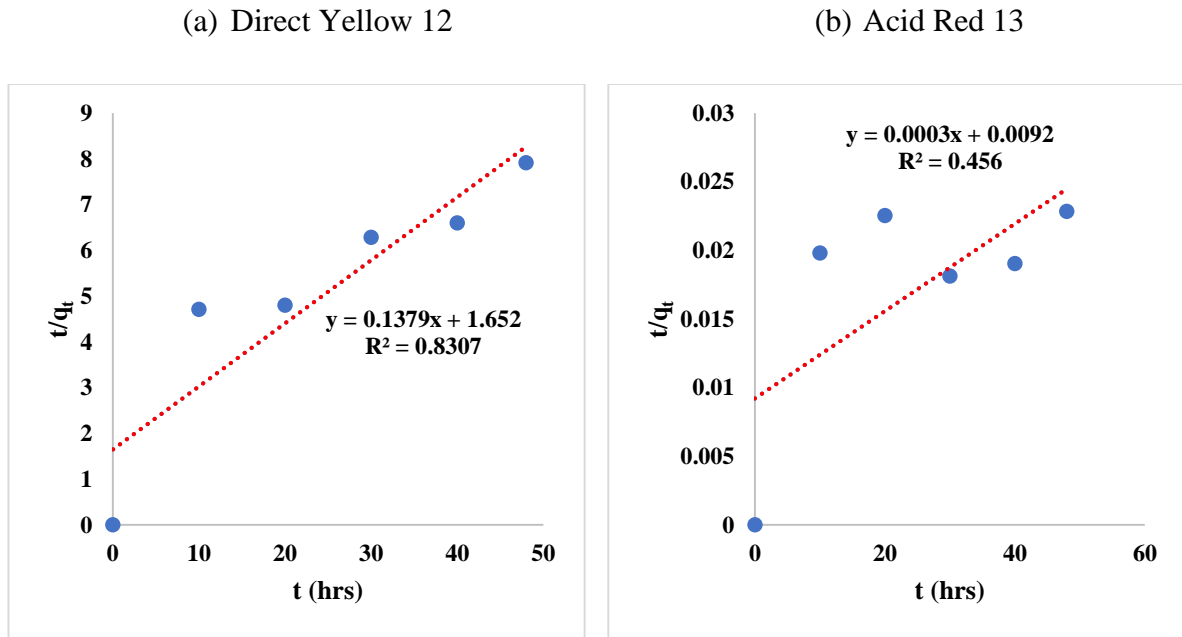 (a) Direct Yellow 12
9
8
7
6
5
4
3
2
1
0
t/qt
y = 0.1379x + 1.652
R² = 0.8307
0 10 20 30 40 50
t (hrs)
(b) Acid Red 13
0.03
0.025
0.02
0.015
0.01
0.005
0
t/qt
y = 0.0003x + 0.0092
R² = 0.456
0 20 40 60
t (hrs)